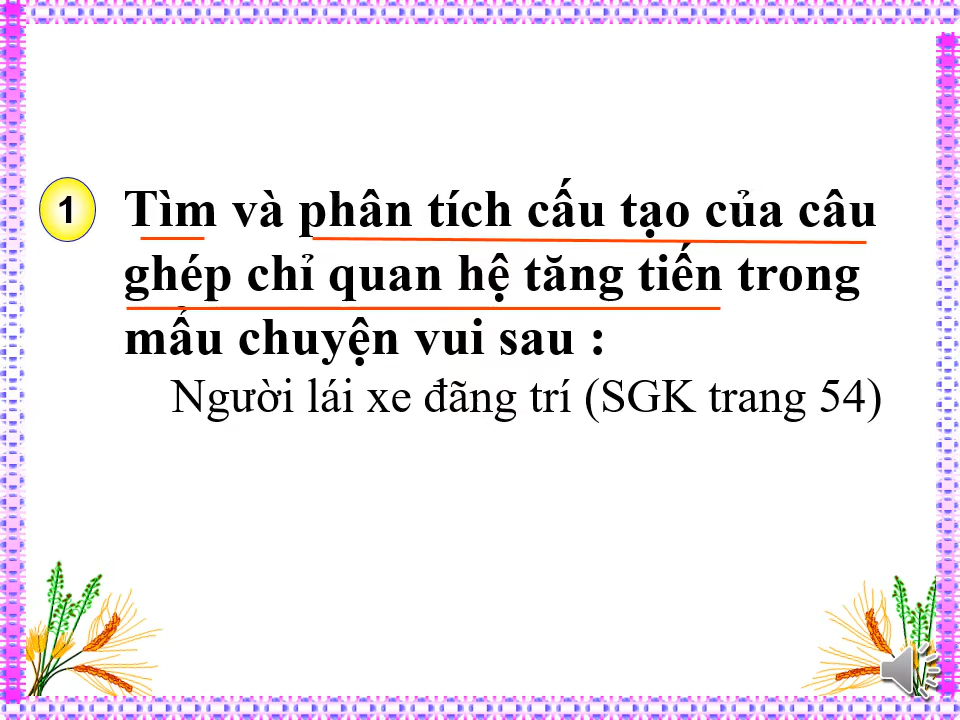 1 Tìm và phân tích cấu tạo của câu
ghép chỉ quan hệ tăng tiến trong
mẩu chuyện vui sau :
Người lái xe đãng trí (SGK trang 54)